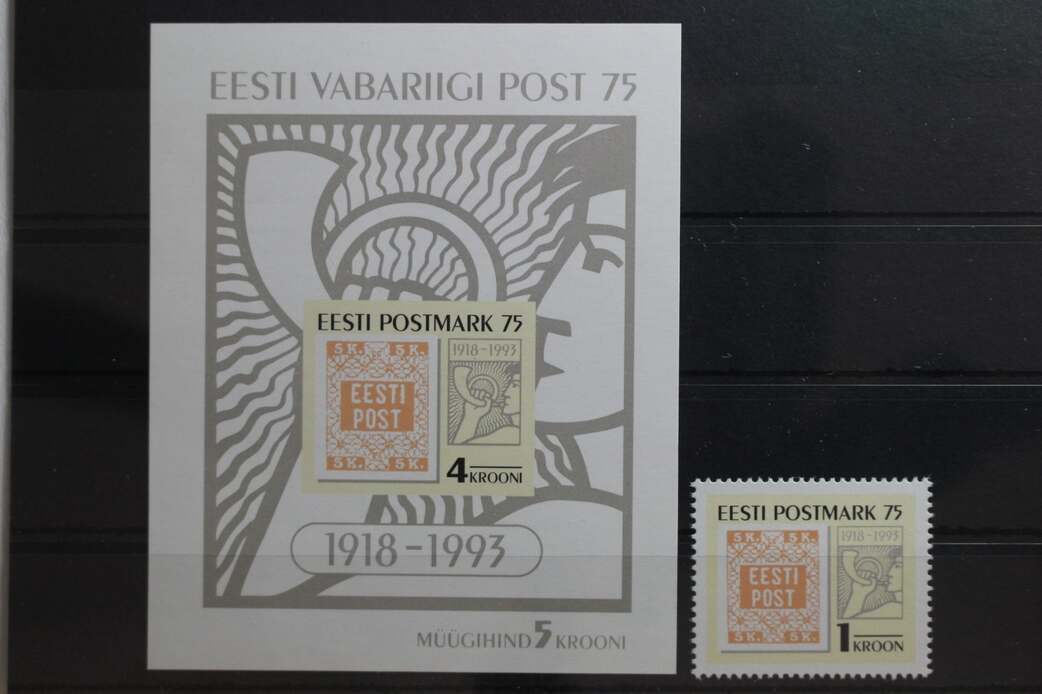 EESTI VABARIIGI POST 75
EESTI POSTMARK 75
5 K. 5 K.
1918-1993
EESTI
POST
5 K. 5 K.
4 KROONI
1918-1993
MÜÜGIHIND 5 KROONI
EESTI POSTMARK 75
5 K. 5 K.
1918-1993
EESTI
POST
5 K. 5 K.
1 KROON